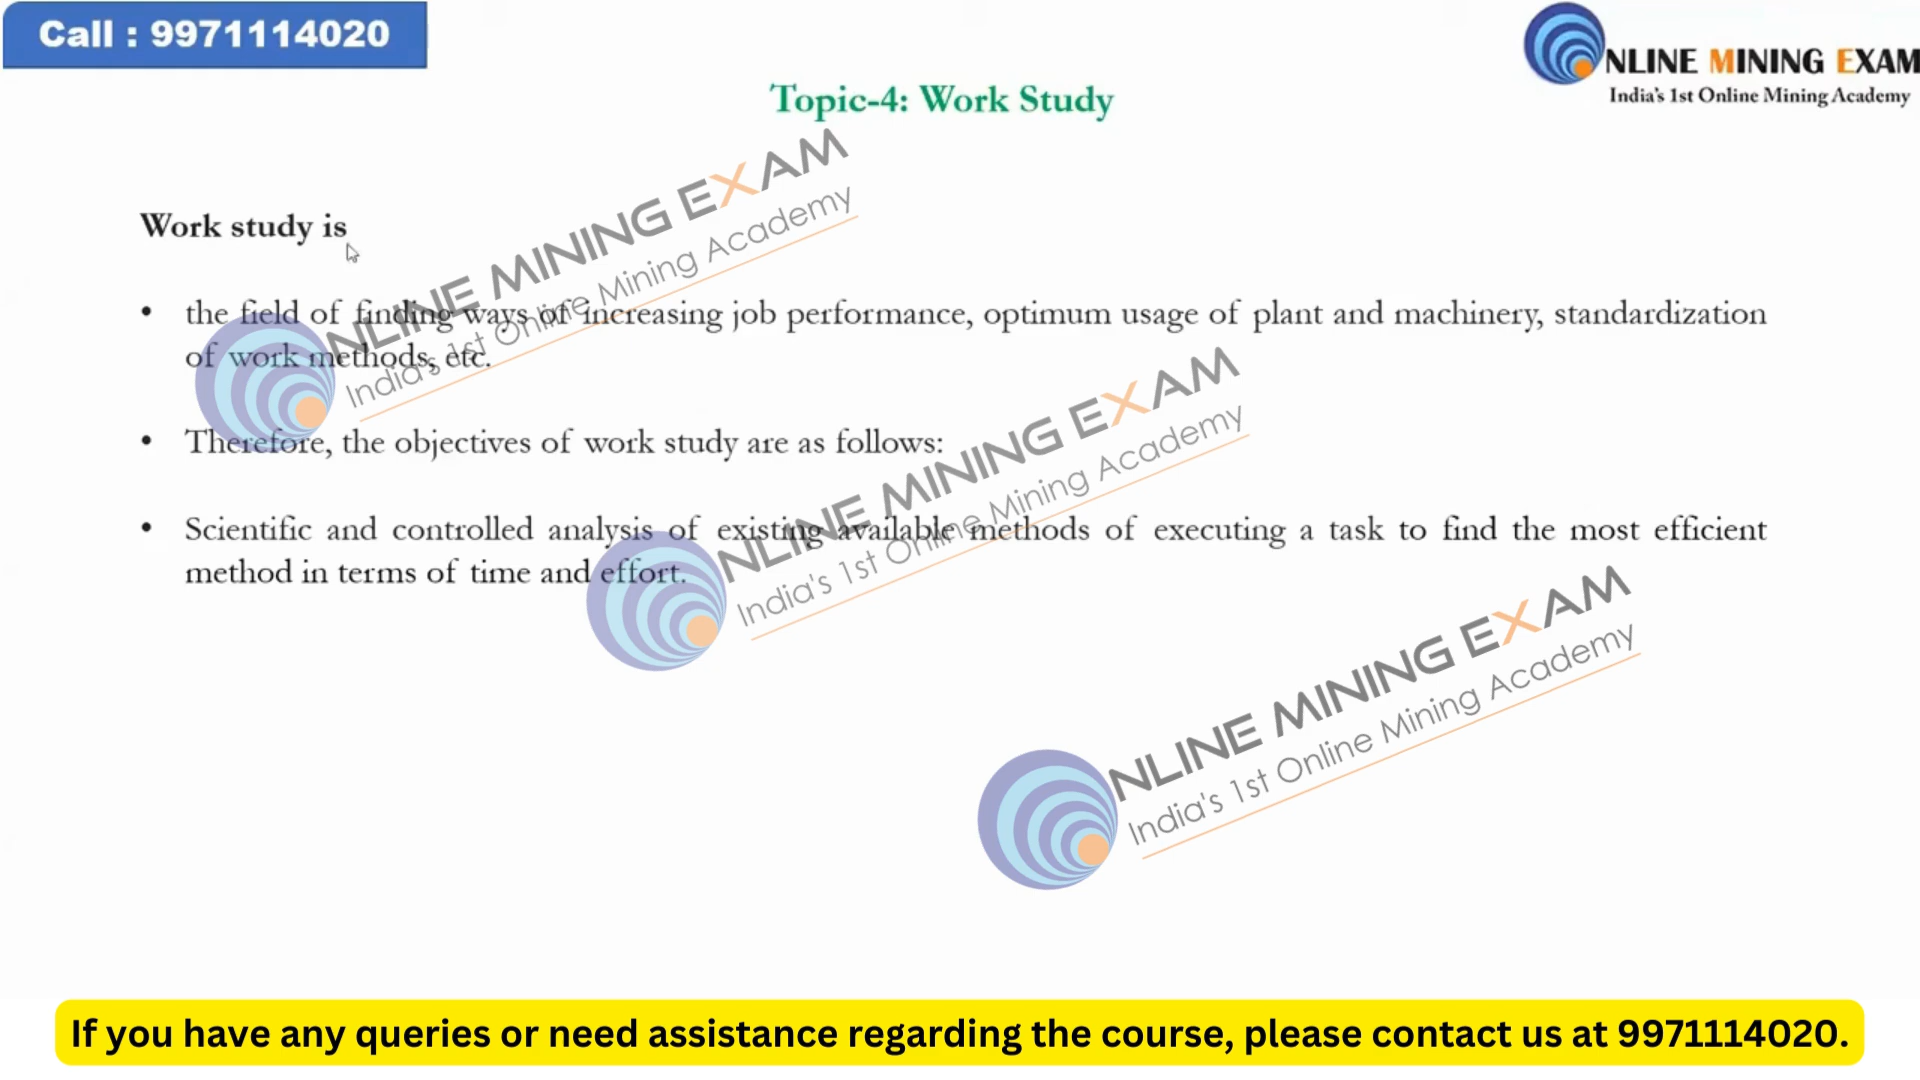 Call : 9971114020
NLINE MINING EXAM
India's 1st Online Mining Academy
Topic-4: Work Study
Work study is
• the field of finding ways of increasing job performance, optimum usage of plant and machinery, standardization
of work methods, etc.
• Therefore, the objectives of work study are as follows:
• Scientific and controlled analysis of existing available methods of executing a task to find the most efficient
method in terms of time and effort.
NLINE MINING EXAM
India's 1st Online Mining Academy
NLINE MINING EXAM
India's 1st Online Mining Academy
NLINE MINING EXAM
India's 1st Online Mining Academy
If you have any queries or need assistance regarding the course, please contact us at 9971114020.